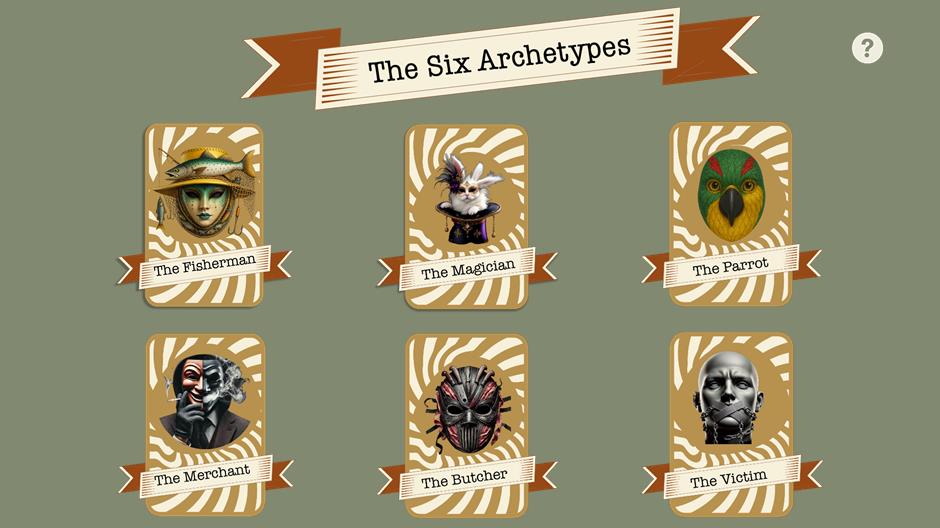 The Six Archetypes
?
The Fisherman
The Magician
The Parrot
The Merchant
The Butcher
The Victim